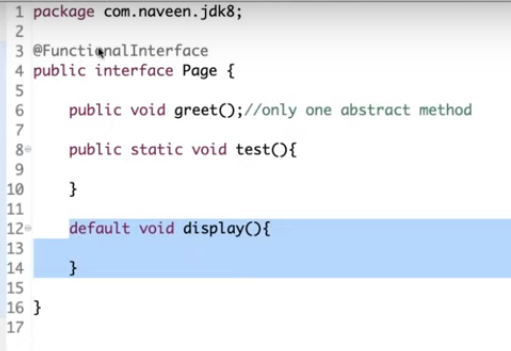 1 package com.naveen.jdk8;
2
3 @FunctionalInterface
4 public interface Page {
5
6     public void greet();//only one abstract method
7
8     public static void test(){
9
10     }
11
12     default void display(){
13
14     }
15
16 }
17